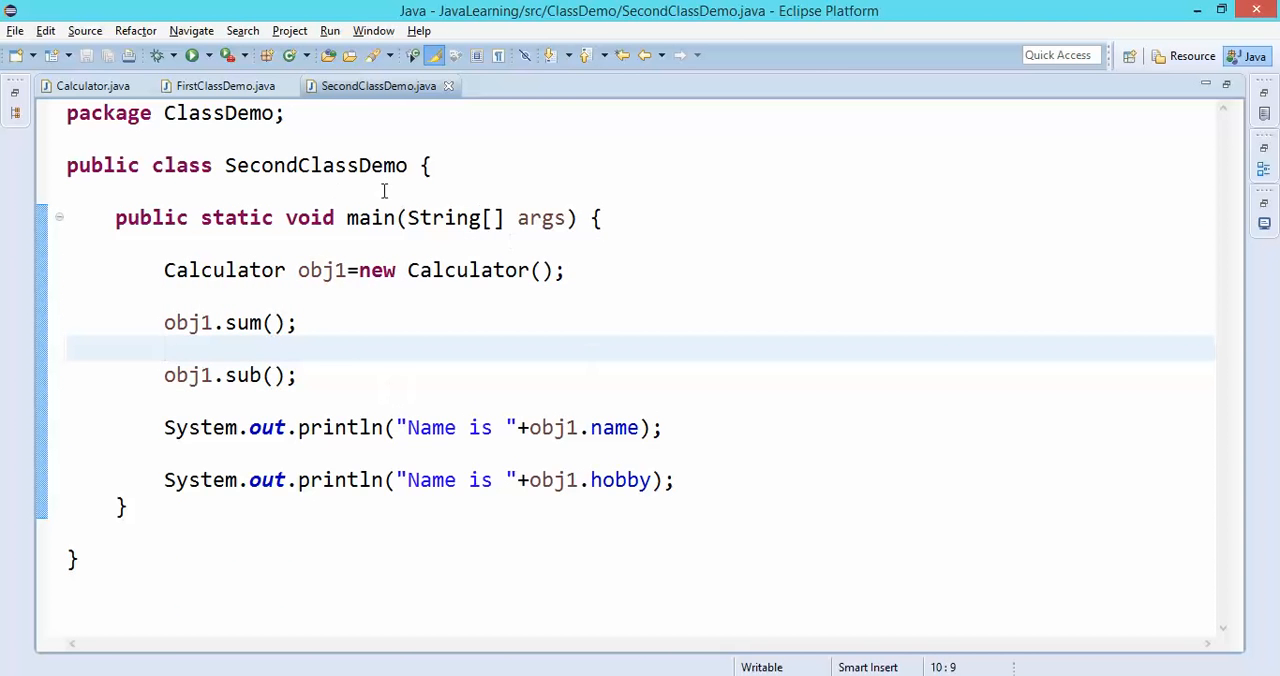 Java - JavaLearning/src/ClassDemo/SecondClassDemo.java - Eclipse Platform
File Edit Source Refactor Navigate Search Project Run Window Help
Quick Access Resource Java
Calculator.java FirstClassDemo.java SecondClassDemo.java
package ClassDemo;
public class SecondClassDemo {
public static void main(String[] args) {
Calculator obj1=new Calculator();
obj1.sum();
obj1.sub();
System.out.println("Name is "+obj1.name);
System.out.println("Name is "+obj1.hobby);
}
}
Writable Smart Insert 10 : 9